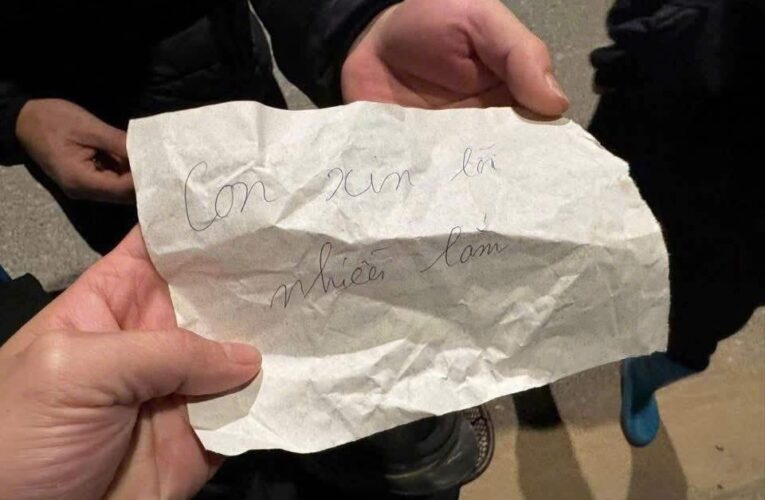 Con xin lỗi
nhiều lắm